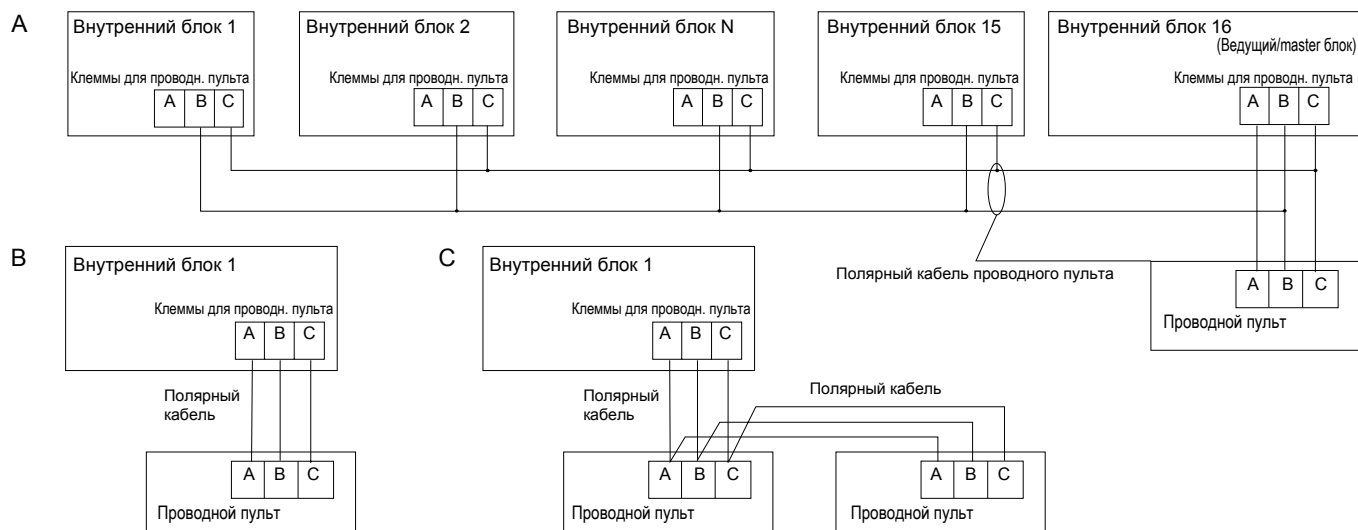 A
Внутренний блок 1
Клеммы для проводн. пульта
A B C
Внутренний блок 2
Клеммы для проводн. пульта
A B C
Внутренний блок N
Клеммы для проводн. пульта
A B C
Внутренний блок 15
Клеммы для проводн. пульта
A B C
Внутренний блок 16
(Ведущий/master блок)
Клеммы для проводн. пульта
A B C
Полярный кабель проводного пульта
A B C
Проводной пульт
B
Внутренний блок 1
Клеммы для проводн. пульта
A B C
Полярный
кабель
A B C
Проводной пульт
C
Внутренний блок 1
Клеммы для проводн. пульта
A B C
Полярный
кабель
Полярный кабель
A B C
Проводной пульт
A B C
Проводной пульт